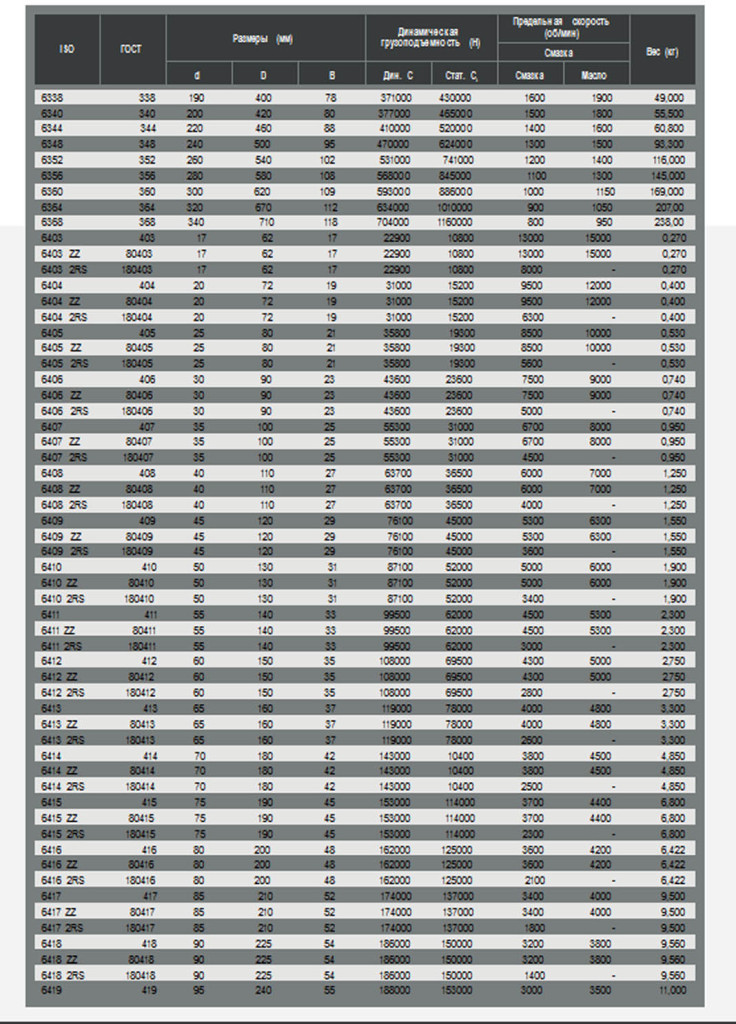 ISO ГОСТ Размеры (мм) Динамическая грузоподъемность (Н) Предельная скорость (об/мин) Вес (кг)
Смазка
d D B Дин. С Стат. С, Смазка Масло
6338 338 190 400 78 371000 430000 1600 1900 49,000
6340 340 200 420 80 377000 465000 1500 1800 55,500
6344 344 220 460 88 410000 520000 1400 1600 60,800
6348 348 240 500 95 470000 624000 1300 1500 93,300
6352 352 260 540 102 531000 741000 1200 1400 116,000
6356 356 280 580 108 568000 845000 1100 1300 145,000
6360 360 300 620 109 593000 886000 1000 1150 169,000
6364 364 320 670 112 634000 1010000 900 1050 207,00
6368 368 340 710 118 704000 1160000 800 950 238,00
6403 403 17 62 17 22900 10800 13000 15000 0,270
6403 ZZ 80403 17 62 17 22900 10800 13000 15000 0,270
6403 2RS 180403 17 62 17 22900 10800 8000 - 0,270
6404 404 20 72 19 31000 15200 9500 12000 0,400
6404 ZZ 80404 20 72 19 31000 15200 9500 12000 0,400
6404 2RS 180404 20 72 19 31000 15200 6300 - 0,400
6405 405 25 80 21 35800 19300 8500 10000 0,530
6405 ZZ 80405 25 80 21 35800 19300 8500 10000 0,530
6405 2RS 180405 25 80 21 35800 19300 5600 - 0,530
6406 406 30 90 23 43600 23600 7500 9000 0,740
6406 ZZ 80406 30 90 23 43600 23600 7500 9000 0,740
6406 2RS 180406 30 90 23 43600 23600 5000 - 0,740
6407 407 35 100 25 55300 31000 6700 8000 0,950
6407 ZZ 80407 35 100 25 55300 31000 6700 8000 0,950
6407 2RS 180407 35 100 25 55300 31000 4500 - 0,950
6408 408 40 110 27 63700 36500 6000 7000 1,250
6408 ZZ 80408 40 110 27 63700 36500 6000 7000 1,250
6408 2RS 180408 40 110 27 63700 36500 4000 - 1,250
6409 409 45 120 29 76100 45000 5300 6300 1,550
6409 ZZ 80409 45 120 29 76100 45000 5300 6300 1,550
6409 2RS 180409 45 120 29 76100 45000 3600 - 1,550
6410 410 50 130 31 87100 52000 5000 6000 1,900
6410 ZZ 80410 50 130 31 87100 52000 5000 6000 1,900
6410 2RS 180410 50 130 31 87100 52000 3400 - 1,900
6411 411 55 140 33 99500 62000 4500 5300 2,300
6411 ZZ 80411 55 140 33 99500 62000 4500 5300 2,300
6411 2RS 180411 55 140 33 99500 62000 3000 - 2,300
6412 412 60 150 35 108000 69500 4300 5000 2,750
6412 ZZ 80412 60 150 35 108000 69500 4300 5000 2,750
6412 2RS 180412 60 150 35 108000 69500 2800 - 2,750
6413 413 65 160 37 119000 78000 4000 4800 3,300
6413 ZZ 80413 65 160 37 119000 78000 4000 4800 3,300
6413 2RS 180413 65 160 37 119000 78000 2600 - 3,300
6414 414 70 180 42 143000 10400 3800 4500 4,850
6414 ZZ 80414 70 180 42 143000 10400 3800 4500 4,850
6414 2RS 180414 70 180 42 143000 10400 2500 - 4,850
6415 415 75 190 45 153000 114000 3700 4400 6,800
6415 ZZ 80415 75 190 45 153000 114000 3700 4400 6,800
6415 2RS 180415 75 190 45 153000 114000 2300 - 6,800
6416 416 80 200 48 162000 125000 3600 4200 6,422
6416 ZZ 80416 80 200 48 162000 125000 3600 4200 6,422
6416 2RS 180416 80 200 48 162000 125000 2100 - 6,422
6417 417 85 210 52 174000 137000 3400 4000 9,500
6417 ZZ 80417 85 210 52 174000 137000 3400 4000 9,500
6417 2RS 180417 85 210 52 174000 137000 1800 - 9,500
6418 418 90 225 54 186000 150000 3200 3800 9,560
6418 ZZ 80418 90 225 54 186000 150000 3200 3800 9,560
6418 2RS 180418 90 225 54 186000 150000 1400 - 9,560
6419 419 95 240 55 188000 153000 3000 3500 11,000